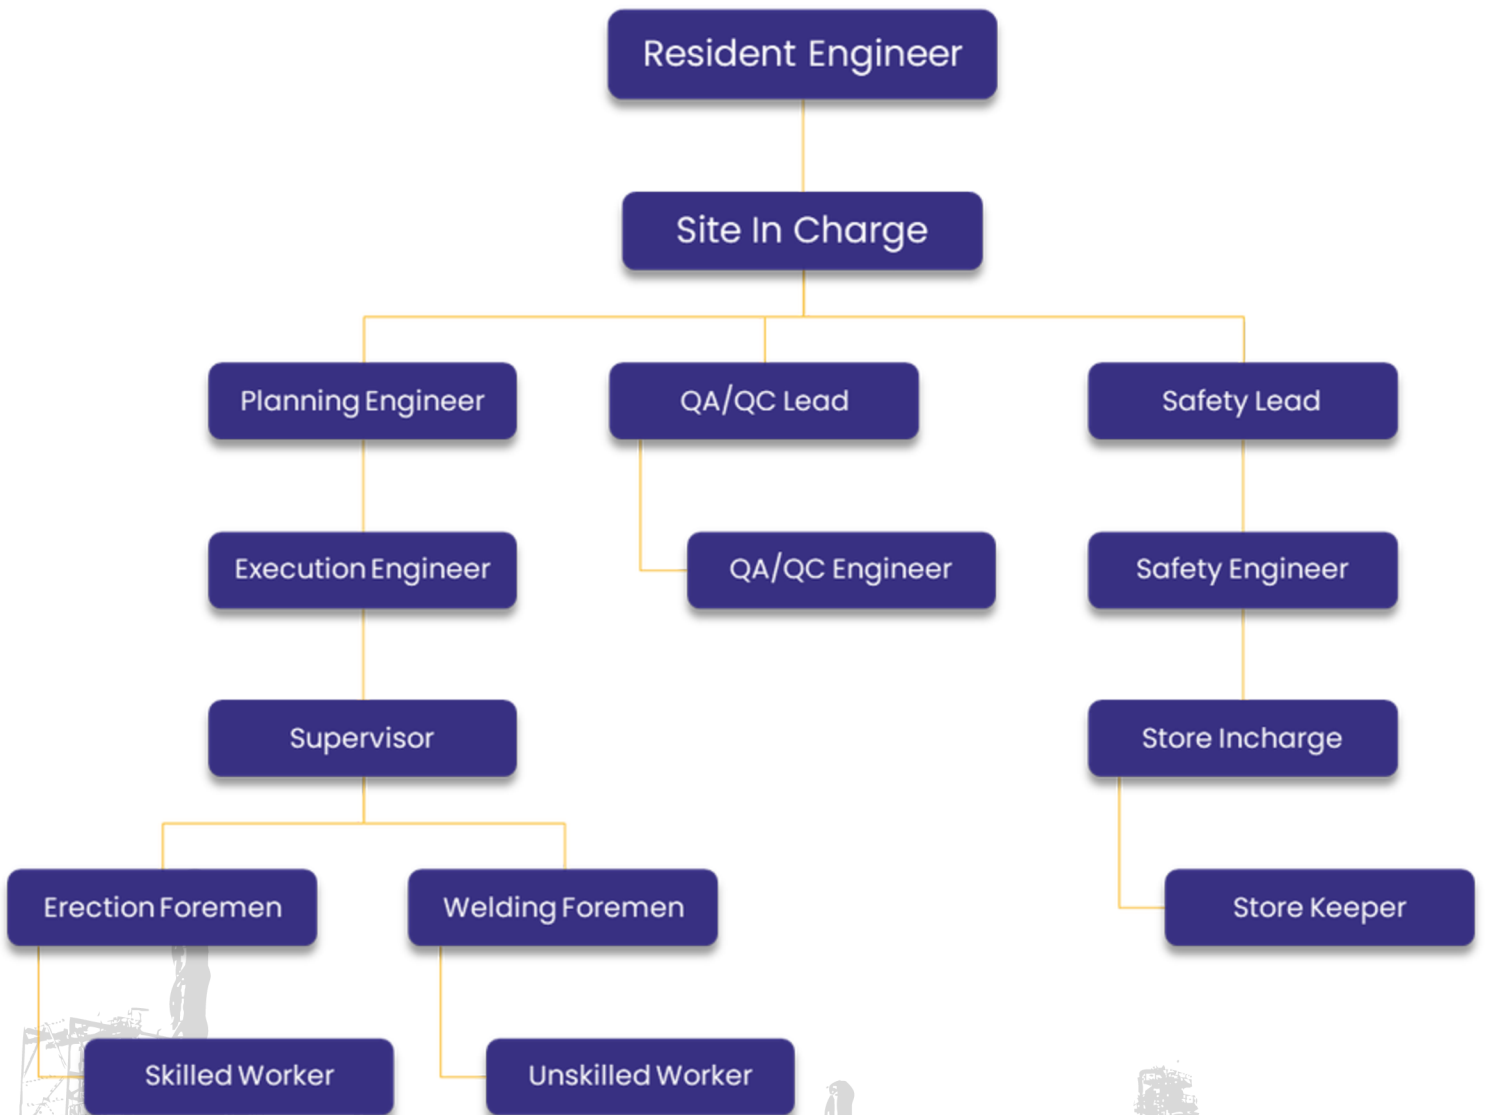 Resident Engineer
Site In Charge
Planning Engineer
QA/QC Lead
Safety Lead
Execution Engineer
QA/QC Engineer
Safety Engineer
Supervisor
Store Incharge
Erection Foremen
Welding Foremen
Store Keeper
Skilled Worker
Unskilled Worker